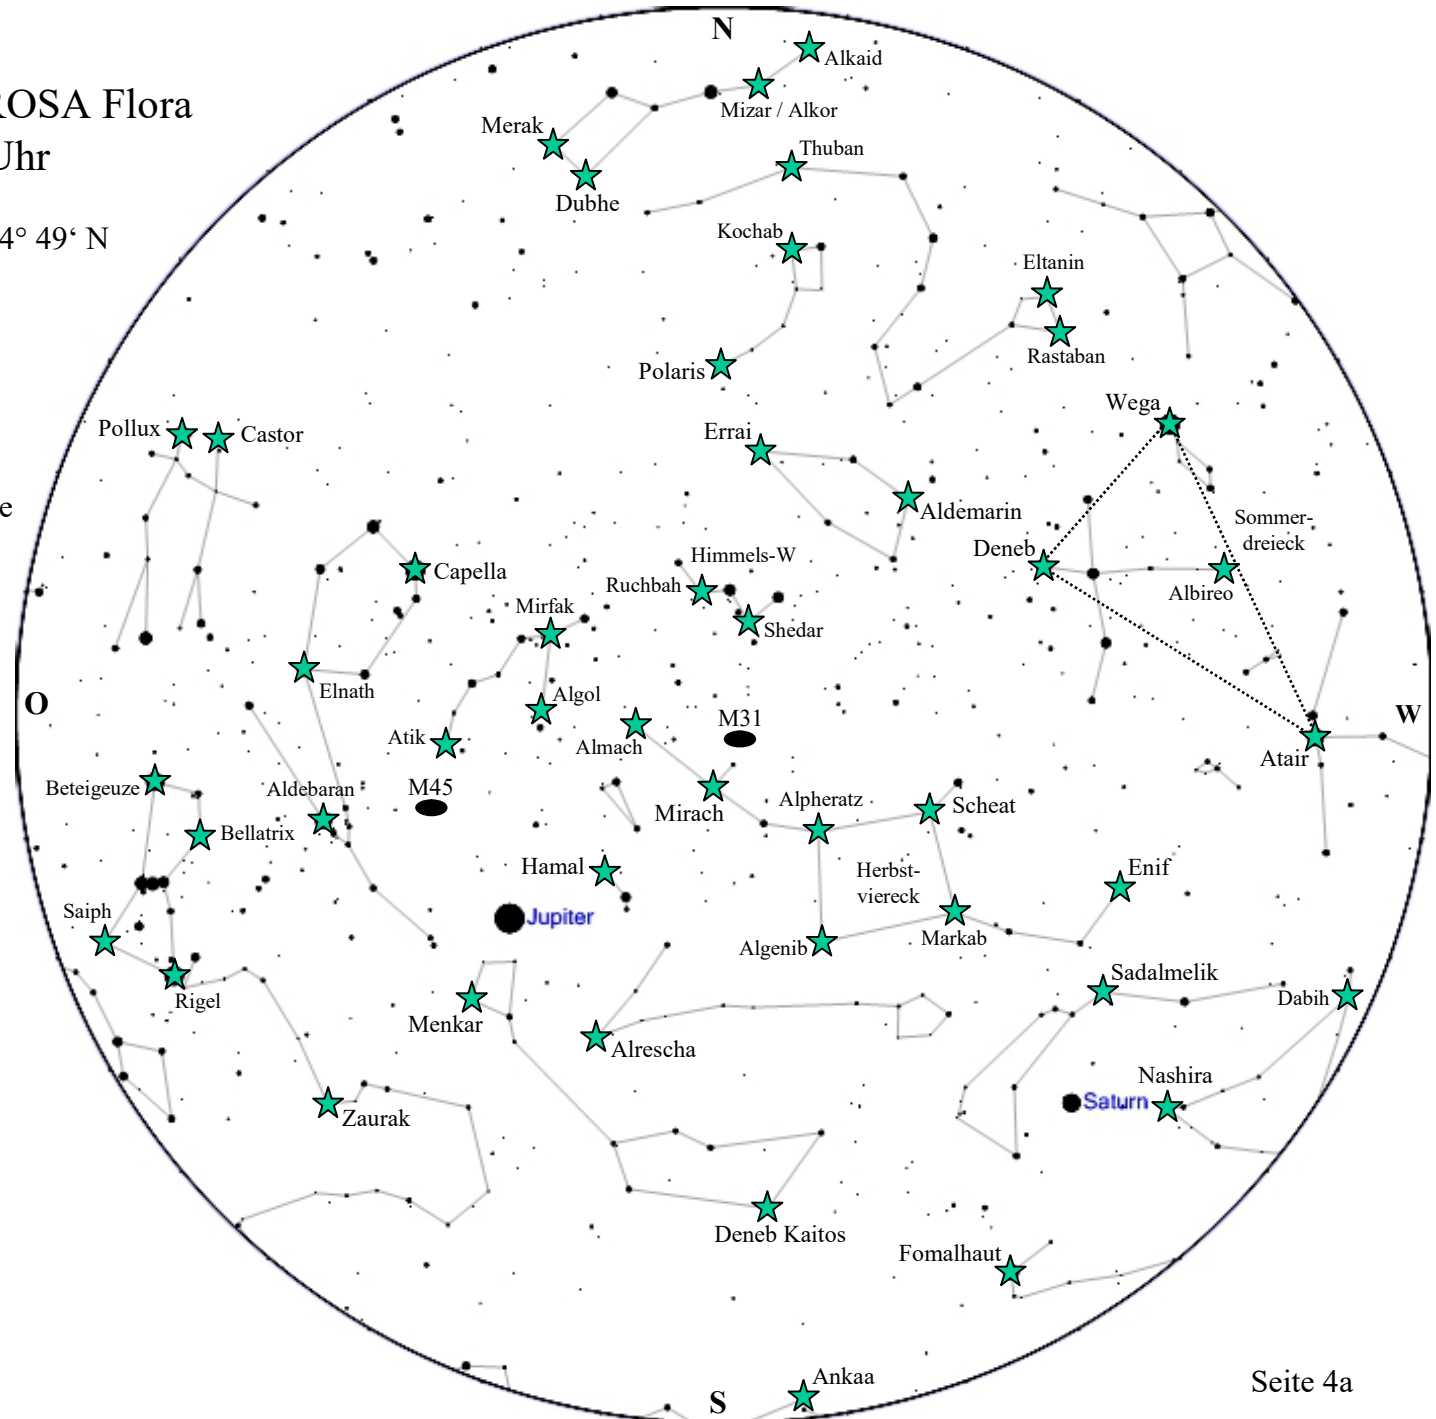 N
Alkaid
ROSA Flora
Mizar / Alkor
Merak
Uhr
Thuban
Dubhe
4° 49‘ N
Kochab
Eltanin
Rastaban
Polaris
Wega
Pollux
Castor
Errai
e
Aldemarin
Sommer-
dreieck
Deneb
Himmels-W
Capella
Ruchbah
Albireo
Mirfak
Shedar
Elnath
Algol
O
M31
W
Atik
Almach
Atair
Beteigeuze
Aldebaran
M45
Mirach
Alpheratz
Scheat
Bellatrix
Hamal
Herbst-
viereck
Enif
Saiph
Jupiter
Algenib
Markab
Sadalmelik
Rigel
Dabih
Menkar
Alrescha
Nashira
Saturn
Zaurak
Deneb Kaitos
Fomalhaut
Ankaa
Seite 4a
S